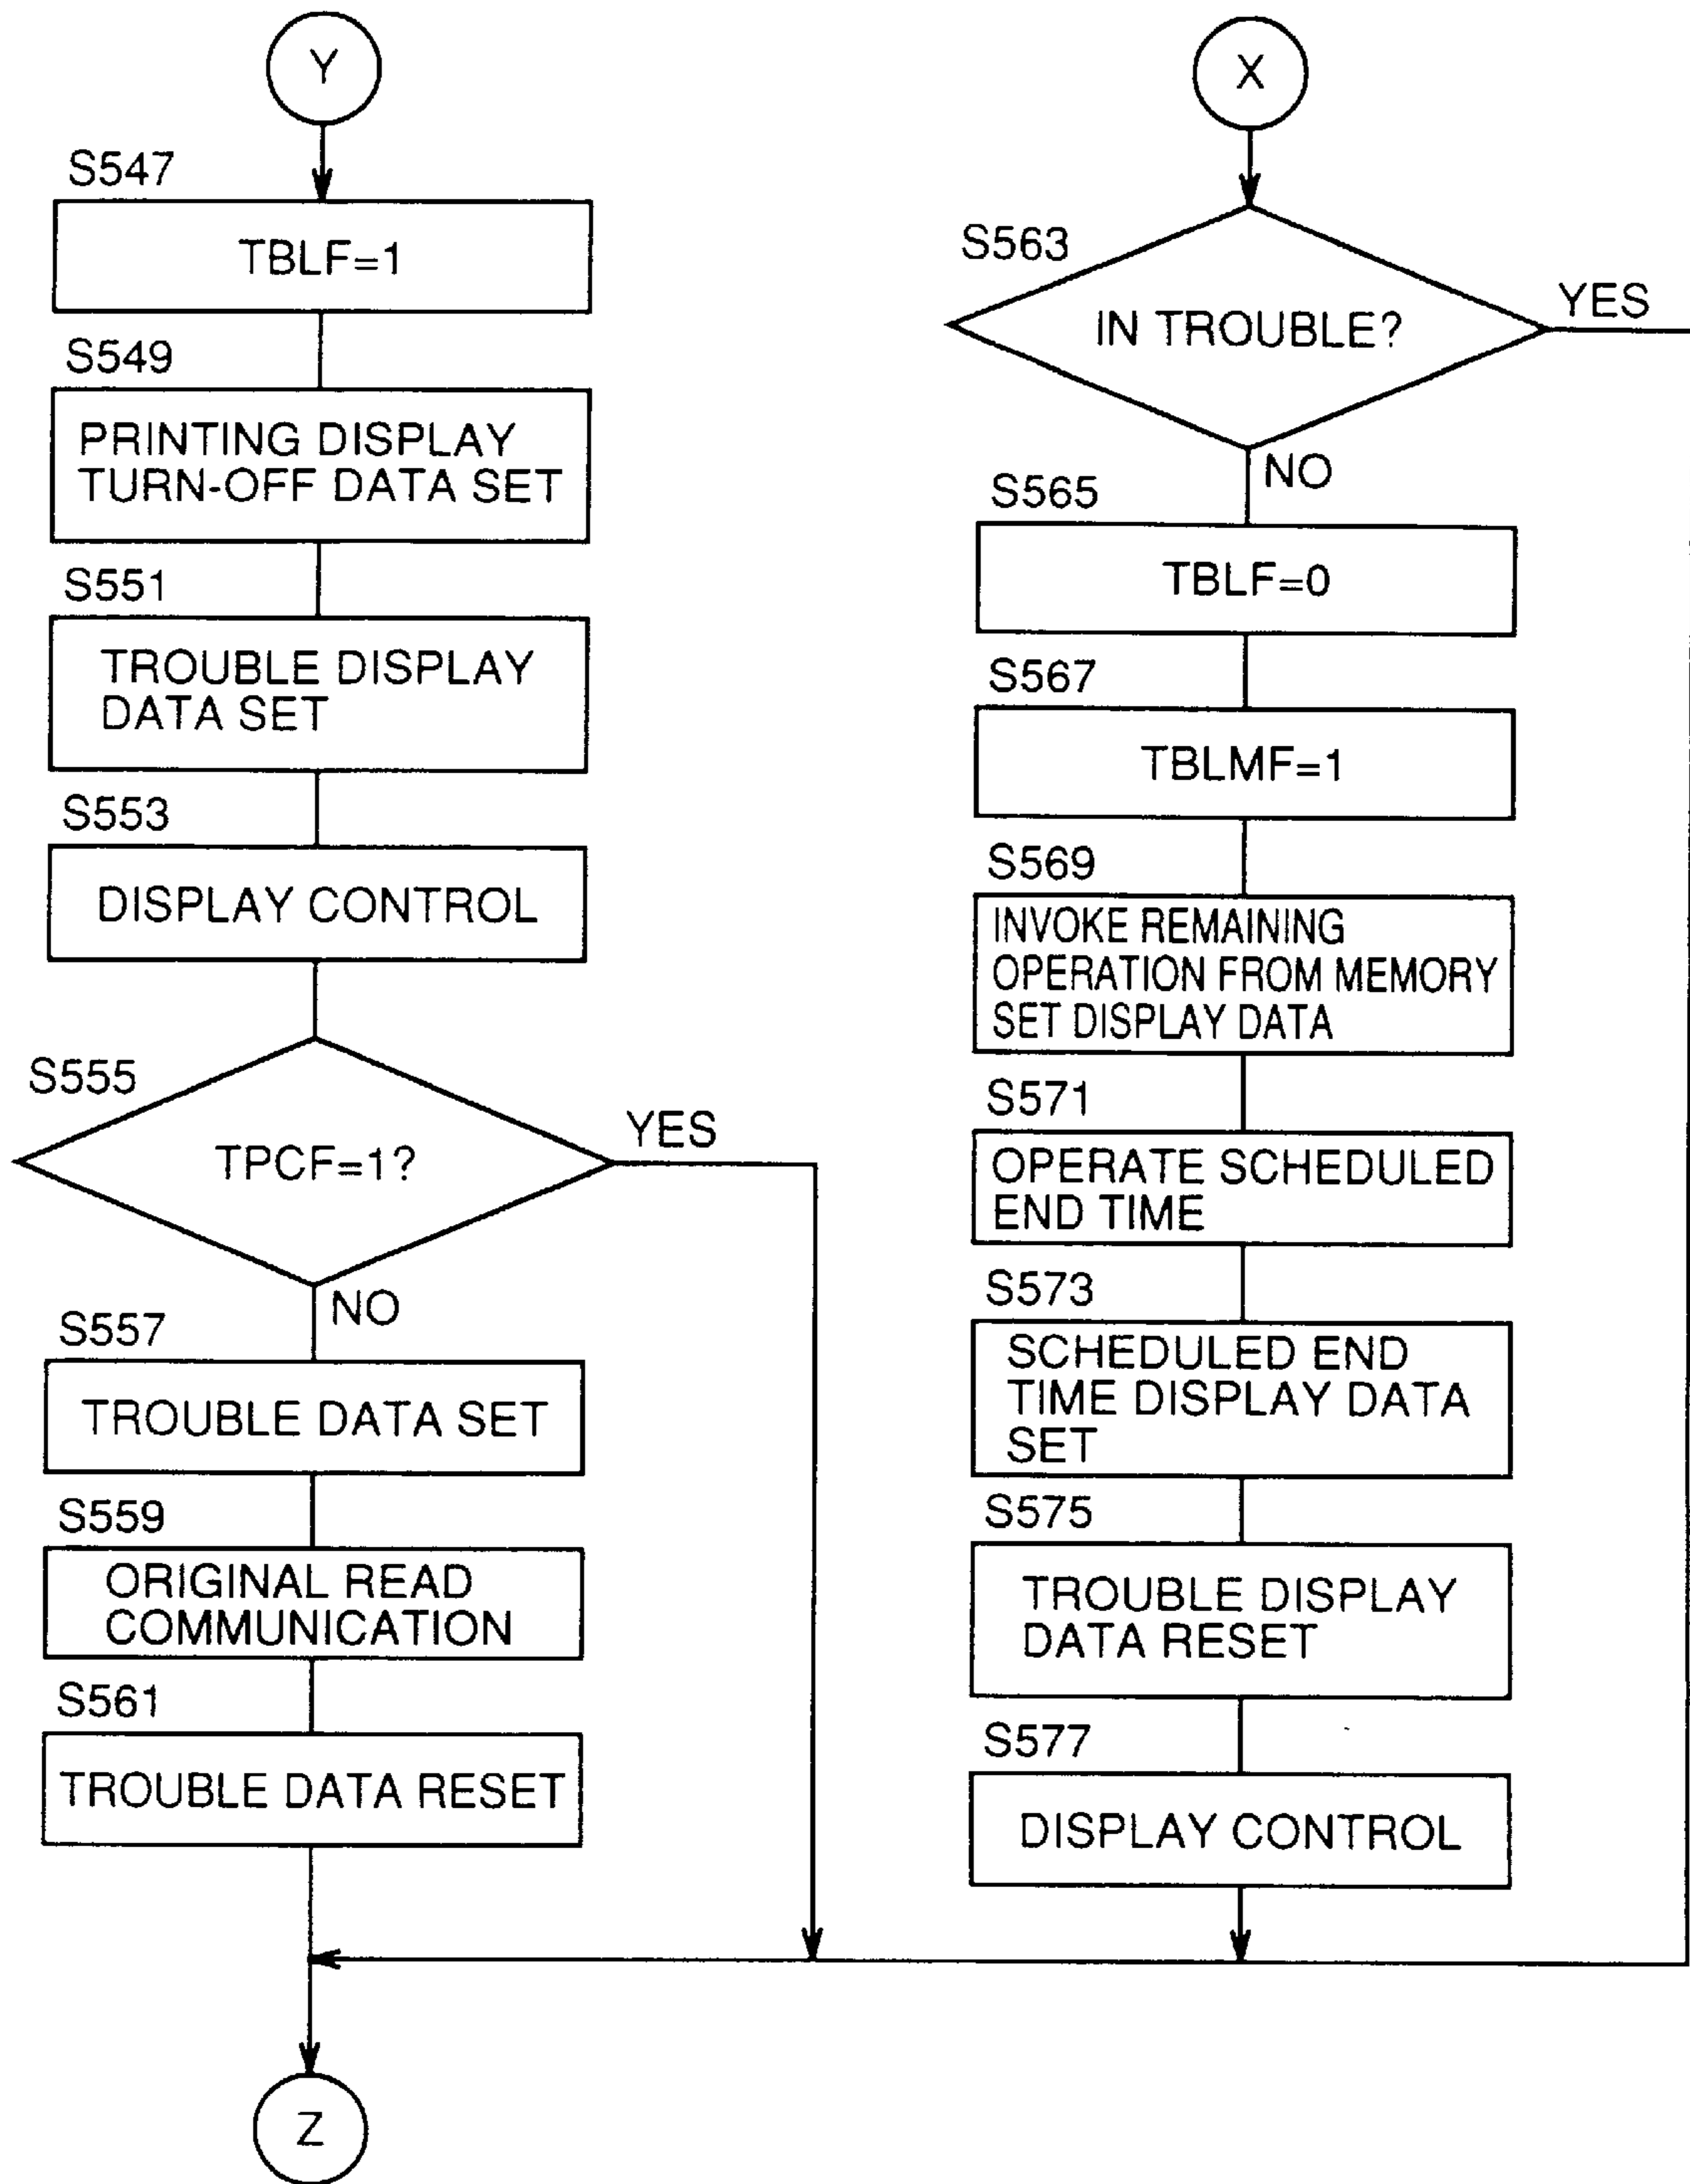 Y
S547
TBLF=1
S549
PRINTING DISPLAY
TURN-OFF DATA SET
S551
TROUBLE DISPLAY
DATA SET
S553
DISPLAY CONTROL
S555
TPCF=1?
YES
NO
S557
TROUBLE DATA SET
S559
ORIGINAL READ
COMMUNICATION
S561
TROUBLE DATA RESET
Z
X
S563
IN TROUBLE?
YES
NO
S565
TBLF=0
S567
TBLMF=1
S569
INVOKE REMAINING
OPERATION FROM MEMORY
SET DISPLAY DATA
S571
OPERATE SCHEDULED
END TIME
S573
SCHEDULED END
TIME DISPLAY DATA
SET
S575
TROUBLE DISPLAY
DATA RESET
S577
DISPLAY CONTROL